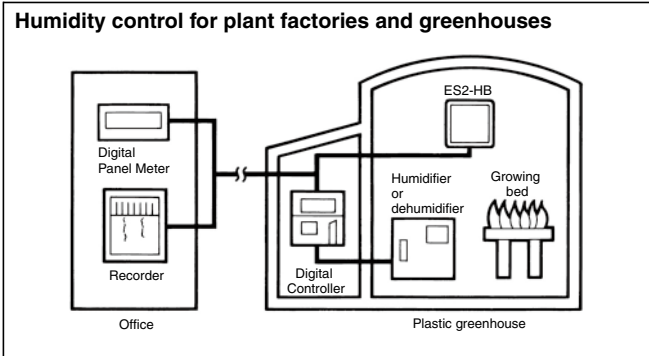 Humidity control for plant factories and greenhouses
ES2-HB
Digital
Panel Meter
Humidifier
or
dehumidifier
Growing
bed
Recorder
Digital
Controller
Office
Plastic greenhouse